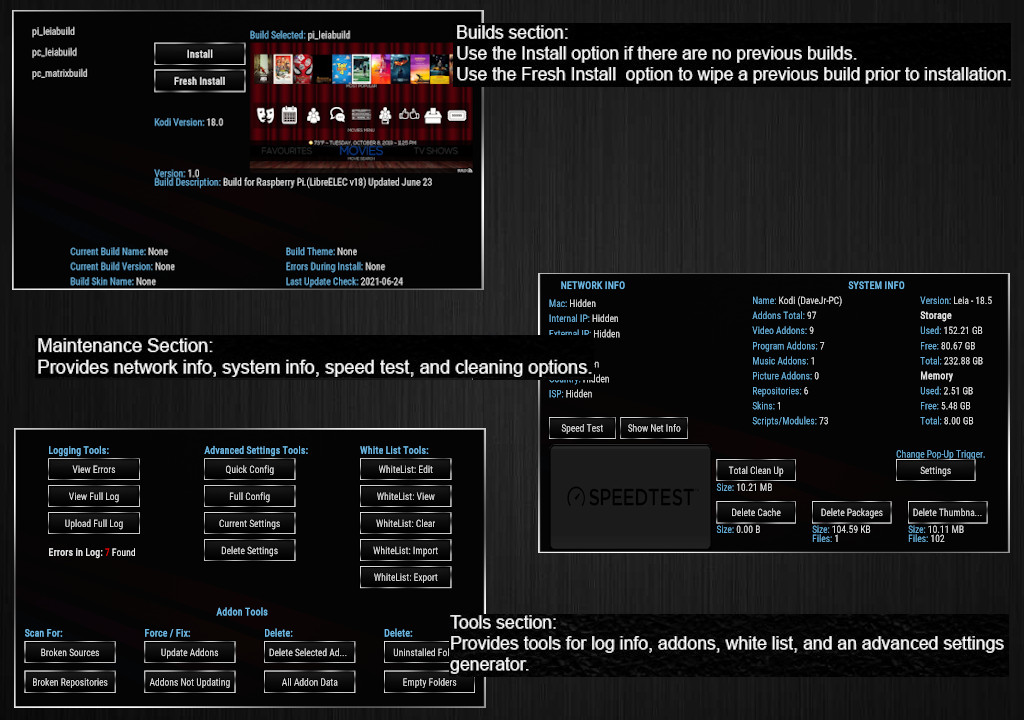 pi_leiabuild
pc_leiabuild
pc_matrixbuild
Install
Fresh Install
Kodi Version: 18.0
Version: 1.0
Build Description: Build for Raspberry Pi.(LibreELEC v18) Updated June 23
Build Selected: pi_leiabuild
MOST POPULAR
MOVIES MENU
73°F - TUESDAY, OCTOBER 8, 2019 - 3:25 PM
FAVOURITES MOVIES TV SHOWS
MOVIE SEARCH
Current Build Name: None
Current Build Version: None
Build Skin Name: None
Build Theme: None
Errors During Install: None
Last Update Check: 2021-06-24
Builds section:
Use the Install option if there are no previous builds.
Use the Fresh Install option to wipe a previous build prior to installation.
Maintenance Section:
Provides network info, system info, speed test, and cleaning options.
NETWORK INFO
Mac: Hidden
Internal IP: Hidden
External IP: Hidden
Country: Hidden
ISP: Hidden
Speed Test
Show Net Info
SPEEDTEST
SYSTEM INFO
Name: Kodi (DaveJr-PC)
Addons Total: 97
Video Addons: 9
Program Addons: 7
Music Addons: 1
Picture Addons: 0
Repositories: 6
Skins: 1
Scripts/Modules: 73
Version: Leia - 18.5
Storage
Used: 152.21 GB
Free: 80.67 GB
Total: 232.88 GB
Memory
Used: 2.51 GB
Free: 5.48 GB
Total: 8.00 GB
Change Pop-Up Trigger.
Settings
Total Clean Up
Size: 10.21 MB
Delete Cache
Size: 0.00 B
Delete Packages
Size: 104.59 KB
Files: 1
Delete Thumbna...
Size: 10.11 MB
Files: 102
Logging Tools:
View Errors
View Full Log
Upload Full Log
Errors in Log: 7 Found
Advanced Settings Tools:
Quick Config
Full Config
Current Settings
Delete Settings
White List Tools:
WhiteList: Edit
WhiteList: View
WhiteList: Clear
WhiteList: Import
WhiteList: Export
Addon Tools
Scan For:
Broken Sources
Broken Repositories
Force / Fix:
Update Addons
Addons Not Updating
Delete:
Delete Selected Ad...
All Addon Data
Delete:
Uninstalled Fol
Empty Folders
Tools section:
Provides tools for log info, addons, white list, and an advanced settings
generator.